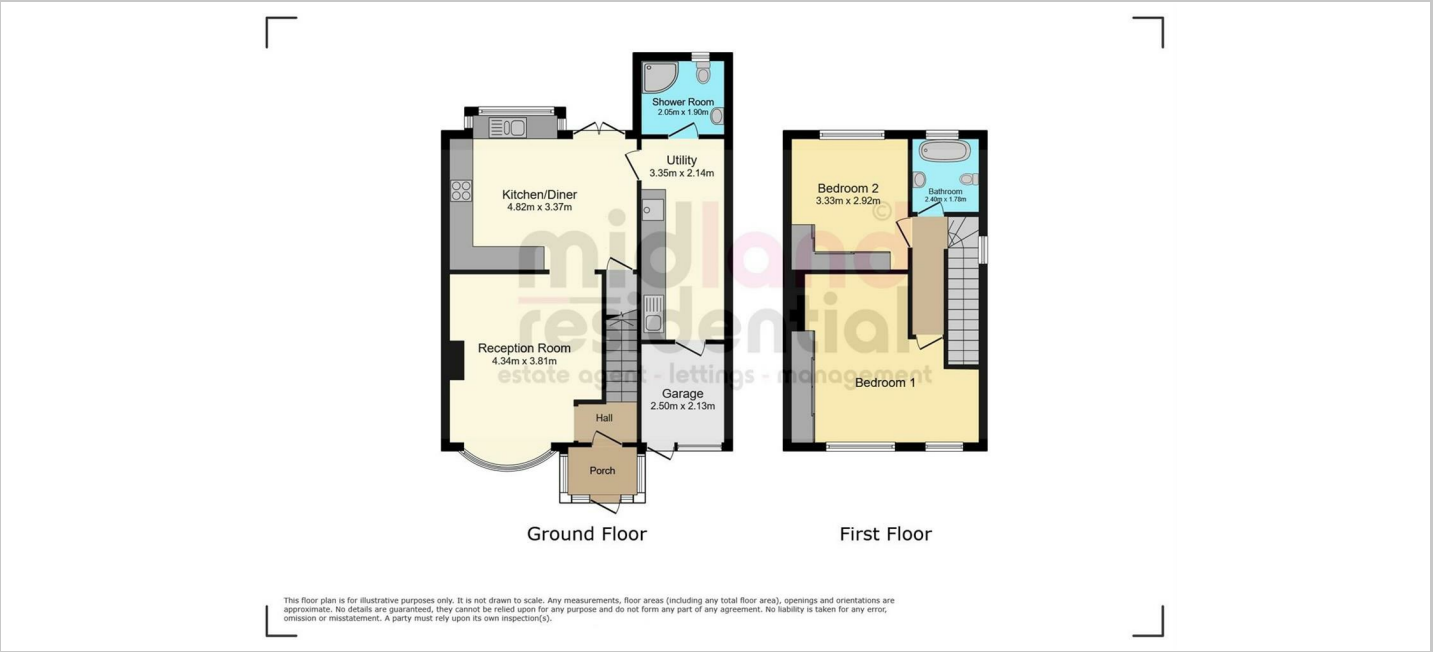 Shower Room
2.05m x 1.90m
Utility
3.35m x 2.14m
Kitchen/Diner
4.82m x 3.37m
Reception Room
4.34m x 3.81m
Hall
Garage
2.50m x 2.13m
Porch
Ground Floor
Bedroom 2
3.33m x 2.92m
Bathroom
2.40m x 1.78m
Bedroom 1
First Floor
©
midland
residential
estate agent - lettings - management
This floor plan is for illustrative purposes only. It is not drawn to scale. Any measurements, floor areas (including any total floor area), openings and orientations are
approximate. No details are guaranteed, they cannot be relied upon for any purpose and do not form any part of any agreement. No liability is taken for any error,
omission or misstatement. A party must rely upon its own inspection(s).